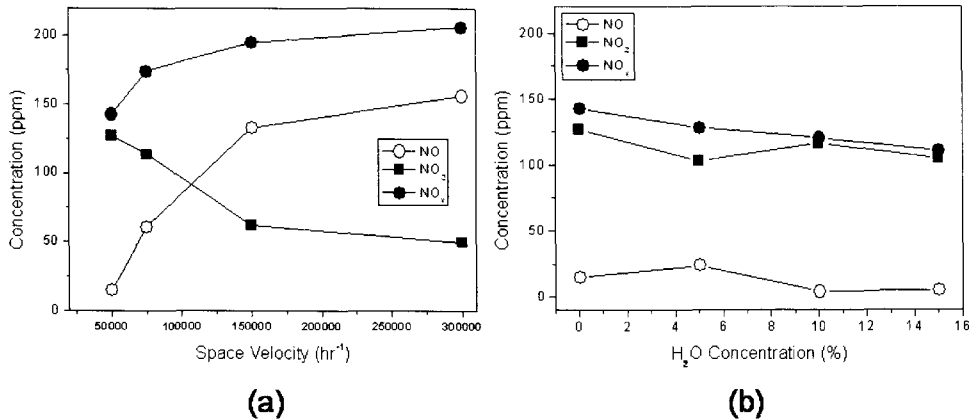 200
150
100
50
0
Concentration (ppm)
NO
NO₂
NOₓ
50000 100000 150000 200000 250000 300000
Space Velocity (hr⁻¹)
(a)
NO
NO₂
NOₓ
200
150
100
50
0
Concentration (ppm)
0 2 4 6 8 10 12 14 16
H₂O Concentration (%)
(b)